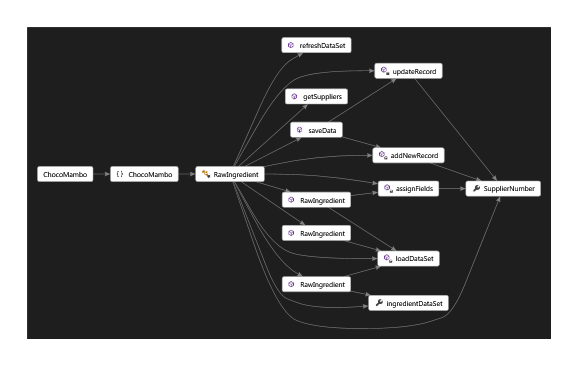 refreshDataSet
updateRecord
getSuppliers
saveData
addNewRecord
ChocoMambo
{ } ChocoMambo
RawIngredient
assignFields
SupplierNumber
RawIngredient
RawIngredient
loadDataSet
RawIngredient
ingredientDataSet